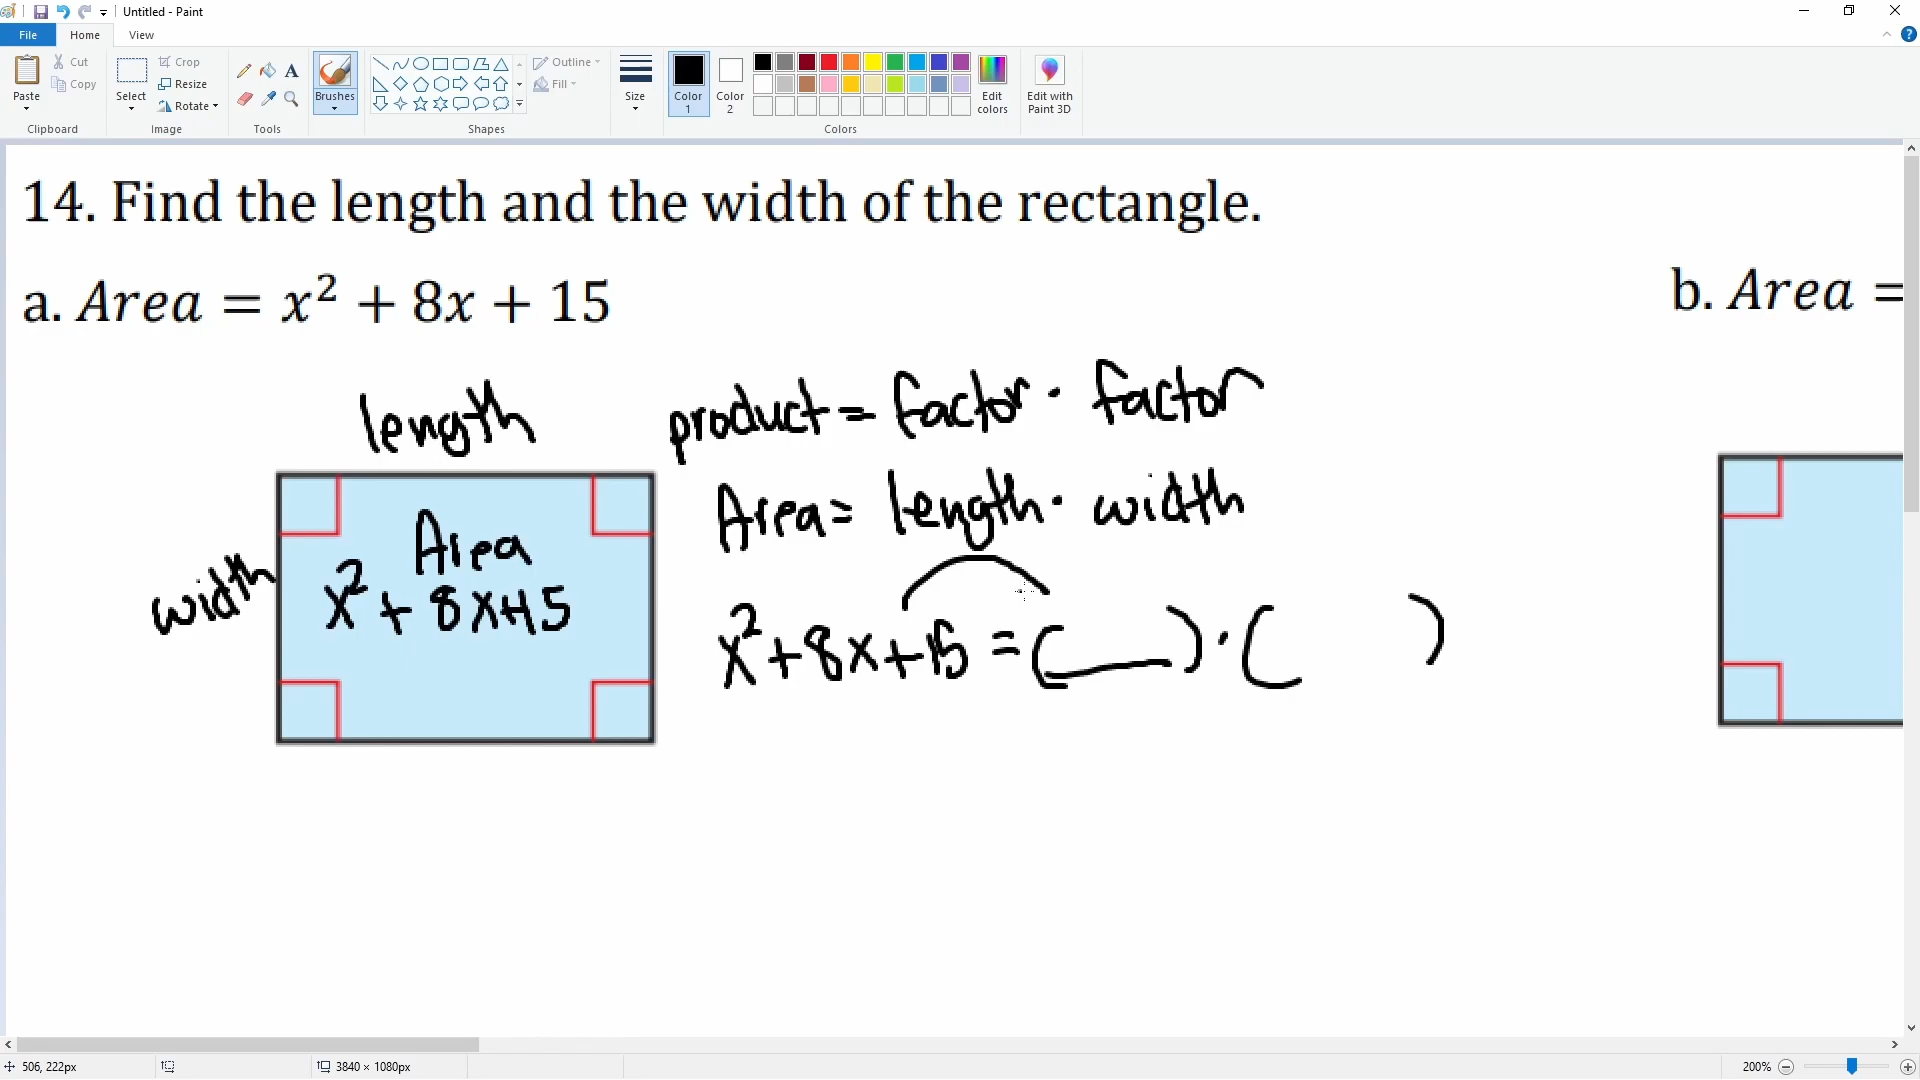 Untitled - Paint
File Home View
Paste Cut Copy Clipboard
Select Crop Resize Rotate Image
A Tools
Brushes
Shapes Outline Fill
Size
Color 1 Color 2 Edit colors Colors
Edit with Paint 3D
14. Find the length and the width of the rectangle.
a. Area = x² + 8x + 15
b. Area =
length
product = factor · factor
Area = length · width
width
Area
x² + 8x+15
x² + 8x + 15 = (___) · ( )
506, 222px
3840 × 1080px
200%